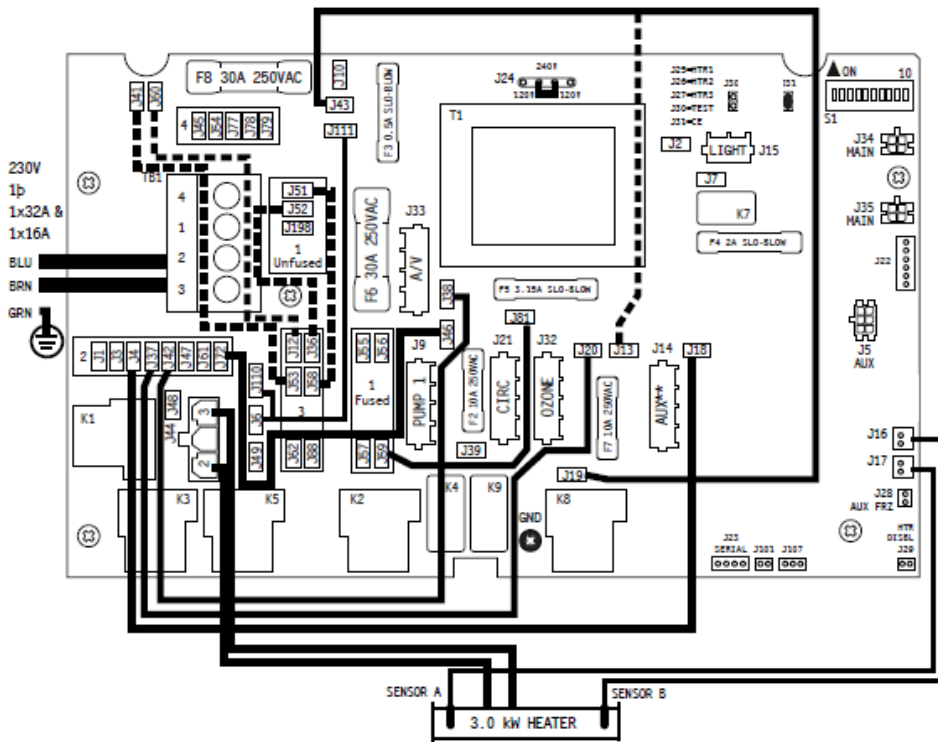 F8 30A 250VAC
J10
J43
J111
F3 0.5A SLO-BLOW
240V
J24
120V
120V
J25=HTR1
J26=HTR2
J27=HTR3
J30=TEST
J31=CE
ON
10
S1
J41
J60
4
J45
J54
J77
J78
J79
T1
J2
LIGHT
J15
J34
MAIN
J7
K7
J35
MAIN
F4 2A SLO-BLOW
J22
230V
1þ
1x32A &
1x16A
BLU
BRN
GRN
TB1
4
1
2
3
J51
J52
J198
1
Unfused
F6 30A 250VAC
J33
A/V
F5 3.15A SLO-BLOW
J38
J46
J81
J5
AUX
2
J1
J3
J4
J37
J42
J47
J61
J72
J12
J36
J53
J58
3
J62
J88
J55
J56
1
Fused
J57
J59
J9
PUMP 1
F2 10A 250VAC
J21
CIRC
J32
OZONE
J20
J13
J14
J18
F7 10A 250VAC
AUX**
J110
J6
J49
J48
J44
3
2
K1
J39
J19
J16
J17
K3
K5
K2
K4
K9
GND
K8
J28
AUX FRZ
HTR
DISBL
J29
J23
SERIAL
J101
J107
SENSOR A
SENSOR B
3.0 kW HEATER